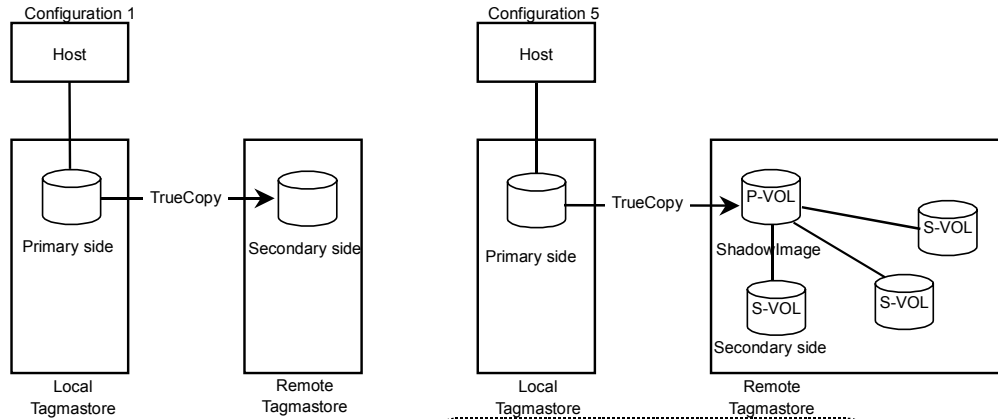 Configuration 1
Host
TrueCopy
Primary side
Secondary side
Local
Tagmastore
Remote
Tagmastore
Configuration 5
Host
TrueCopy
P-VOL
S-VOL
Primary side
ShadowImage
S-VOL
S-VOL
Secondary side
Local
Tagmastore
Remote
Tagmastore